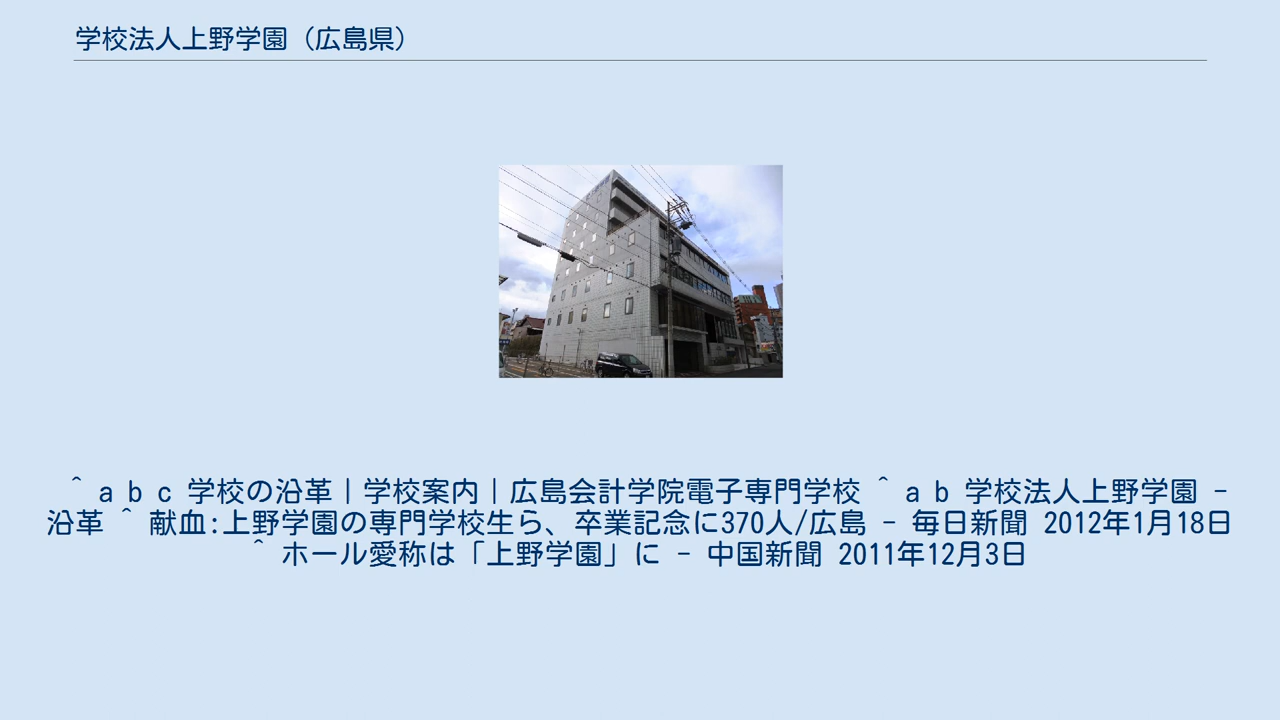 学校法人上野学園（広島県）
^ a b c 学校の沿革｜学校案内｜広島会計学院電子専門学校 ^ a b 学校法人上野学園 -
沿革 ^ 献血:上野学園の専門学校生ら、卒業記念に370人/広島 - 毎日新聞 2012年1月18日
^ ホール愛称は「上野学園」に - 中国新聞 2011年12月3日